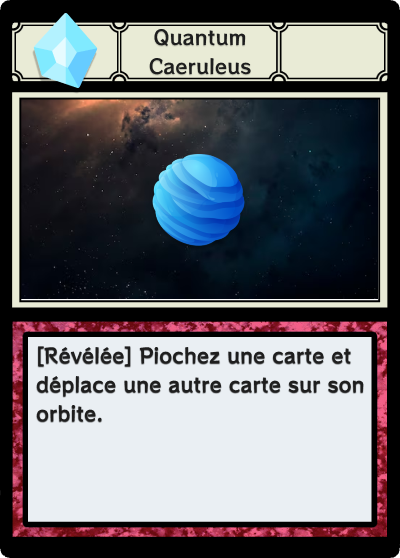 Quantum
Caeruleus
[Révélée] Piochez une carte et
déplace une autre carte sur son
orbite.